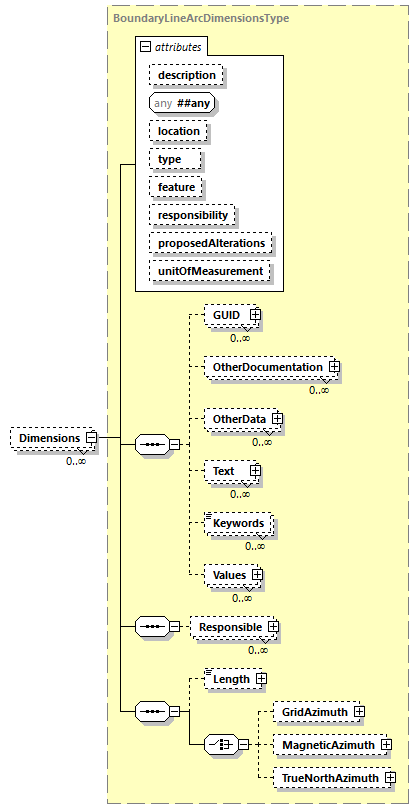 BoundaryLineArcDimensionsType
attributes
description
any ##any
location
type
feature
responsibility
proposedAlterations
unitOfMeasurement
GUID
0..∞
OtherDocumentation
0..∞
OtherData
0..∞
Dimensions
0..∞
Text
0..∞
Keywords
0..∞
Values
0..∞
Responsible
0..∞
Length
GridAzimuth
MagneticAzimuth
TrueNorthAzimuth